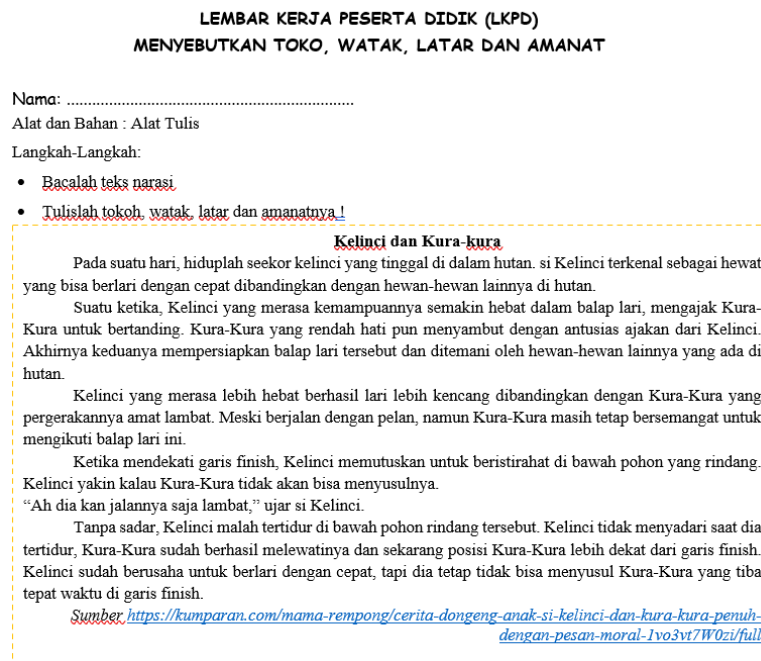 LEMBAR KERJA PESERTA DIDIK (LKPD)
MENYEBUTKAN TOKO, WATAK, LATAR DAN AMANAT
Nama: ....................................................................
Alat dan Bahan : Alat Tulis
Langkah-Langkah:
• Bacalah teks narasi
• Tulislah tokoh, watak, latar dan amanatnya !
Kelinci dan Kura-kura
Pada suatu hari, hiduplah seekor kelinci yang tinggal di dalam hutan. si Kelinci terkenal sebagai hewat
yang bisa berlari dengan cepat dibandingkan dengan hewan-hewan lainnya di hutan.
Suatu ketika, Kelinci yang merasa kemampuannya semakin hebat dalam balap lari, mengajak Kura-
Kura untuk bertanding. Kura-Kura yang rendah hati pun menyambut dengan antusias ajakan dari Kelinci.
Akhirnya keduanya mempersiapkan balap lari tersebut dan ditemani oleh hewan-hewan lainnya yang ada di
hutan.
Kelinci yang merasa lebih hebat berhasil lari lebih kencang dibandingkan dengan Kura-Kura yang
pergerakannya amat lambat. Meski berjalan dengan pelan, namun Kura-Kura masih tetap bersemangat untuk
mengikuti balap lari ini.
Ketika mendekati garis finish, Kelinci memutuskan untuk beristirahat di bawah pohon yang rindang.
Kelinci yakin kalau Kura-Kura tidak akan bisa menyusulnya.
“Ah dia kan jalannya saja lambat,” ujar si Kelinci.
Tanpa sadar, Kelinci malah tertidur di bawah pohon rindang tersebut. Kelinci tidak menyadari saat dia
tertidur, Kura-Kura sudah berhasil melewatinya dan sekarang posisi Kura-Kura lebih dekat dari garis finish.
Kelinci sudah berusaha untuk berlari dengan cepat, tapi dia tetap tidak bisa menyusul Kura-Kura yang tiba
tepat waktu di garis finish.
Sumber https://kumparan.com/mama-rempong/cerita-dongeng-anak-si-kelinci-dan-kura-kura-penuh-
dengan-pesan-moral-1vo3vt7W0zi/full